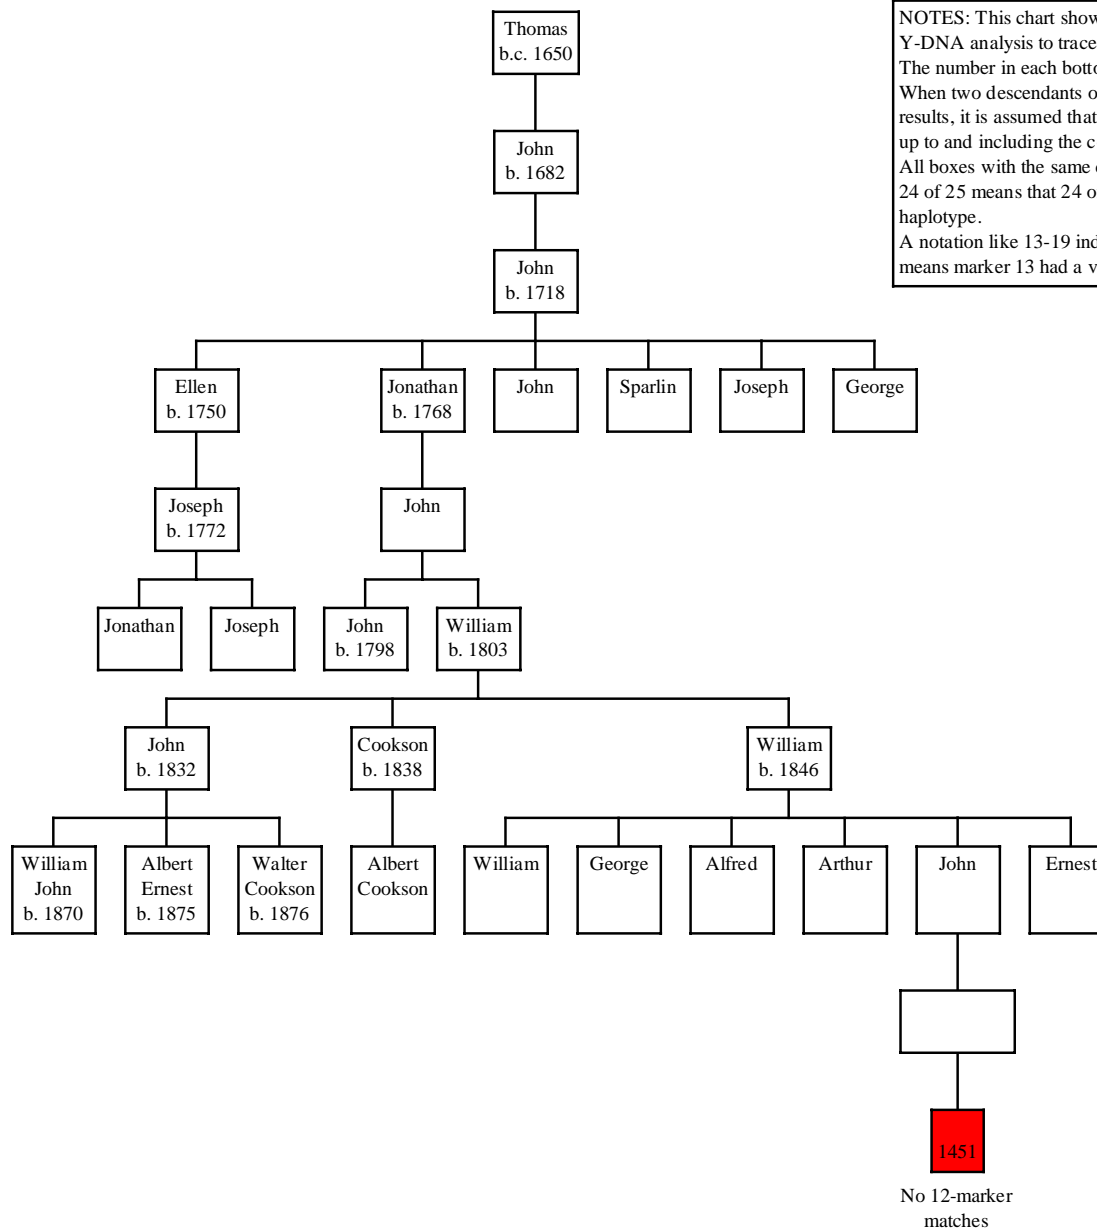 Thomas
b.c. 1650
NOTES: This chart show
Y-DNA analysis to trace
The number in each botto
When two descendants o
results, it is assumed that
up to and including the c
All boxes with the same c
24 of 25 means that 24 o
haplotype.
A notation like 13-19 ind
means marker 13 had a v
John
b. 1682
John
b. 1718
Ellen
b. 1750
Jonathan
b. 1768
John
Sparlin
Joseph
George
Joseph
b. 1772
John
Jonathan
Joseph
John
b. 1798
William
b. 1803
John
b. 1832
Cookson
b. 1838
William
b. 1846
William
John
b. 1870
Albert
Ernest
b. 1875
Walter
Cookson
b. 1876
Albert
Cookson
William
George
Alfred
Arthur
John
Ernest
1451
No 12-marker
matches